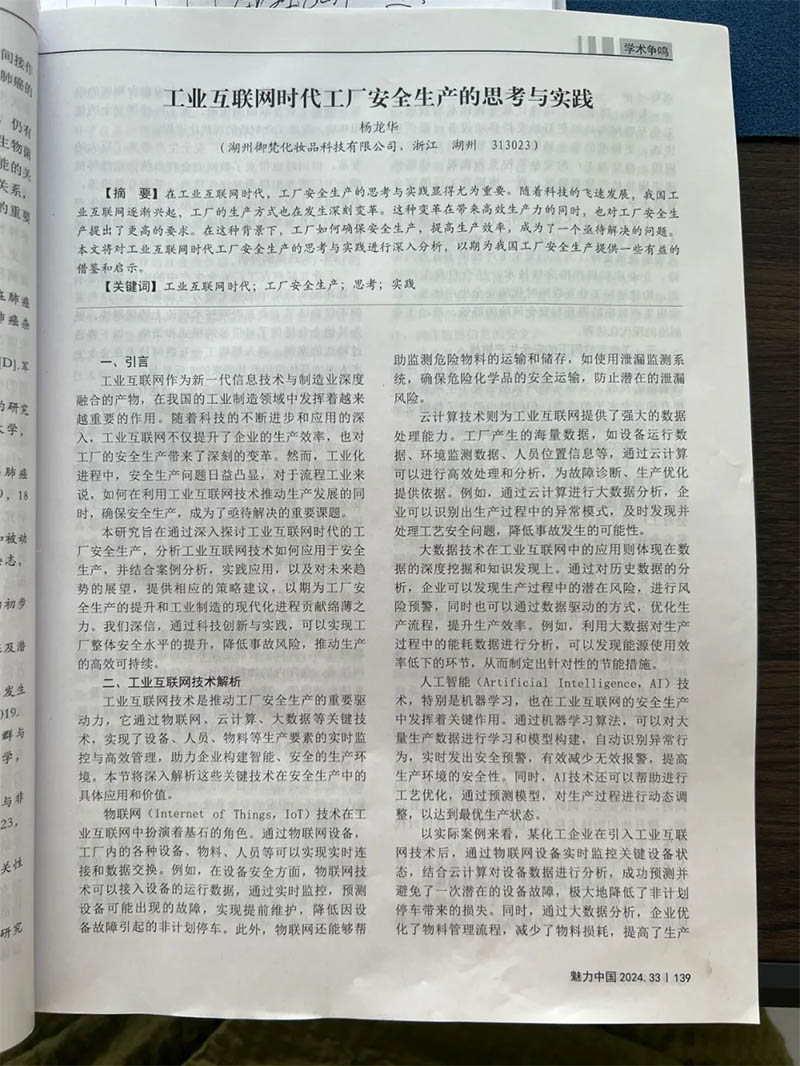 学术争鸣
工业互联网时代工厂安全生产的思考与实践
杨龙华
（湖州御梵化妆品科技有限公司，浙江 湖州 313023）
【摘 要】在工业互联网时代，工厂安全生产的思考与实践显得尤为重要。随着科技的飞速发展，我国工
业互联网逐渐兴起，工厂的生产方式也在发生深刻变革。这种变革在带来高效生产力的同时，也对工厂安全生
产提出了更高的要求。在这种背景下，工厂如何确保安全生产，提高生产效率，成为了一个亟待解决的问题。
本文将对工业互联网时代工厂安全生产的思考与实践进行深入分析，以期为我国工厂安全生产提供一些有益的
借鉴和启示。
【关键词】工业互联网时代；工厂安全生产；思考；实践
一、引言
工业互联网作为新一代信息技术与制造业深度
融合的产物，在我国的工业制造领域中发挥着越来
越重要的作用。随着科技的不断进步和应用的深
入，工业互联网不仅提升了企业的生产效率，也对
工厂的安全生产带来了深刻的变革。然而，工业化
进程中，安全生产问题日益凸显，对于流程工业来
说，如何在利用工业互联网技术推动生产发展的同
时，确保安全生产，成为了亟待解决的重要课题。
本研究旨在通过深入探讨工业互联网时代的工
厂安全生产，分析工业互联网技术如何应用于安全
生产，并结合案例分析，实践应用，以及对未来趋
势的展望，提供相应的策略建议，以期为工厂安
全生产的提升和工业制造的现代化进程贡献绵薄之
力。我们深信，通过科技创新与实践，可以实现工
厂整体安全水平的提升，降低事故风险，推动生产
的高效可持续。
二、工业互联网技术解析
工业互联网技术是推动工厂安全生产的重要驱
动力，它通过物联网、云计算、大数据等关键技
术，实现了设备、人员、物料等生产要素的实时监
控与高效管理，助力企业构建智能、安全的生产环
境。本节将深入解析这些关键技术在安全生产中的
具体应用和价值。
物联网（Internet of Things，IoT）技术在工
业互联网中扮演着基石的角色。通过物联网设备，
工厂内的各种设备、物料、人员等可以实现实时连
接和数据交换。例如，在设备安全方面，物联网技
术可以接入设备的运行数据，通过实时监控，预测
设备可能出现的故障，实现提前维护，降低因设
备故障引起的非计划停车。此外，物联网还能够帮
助监测危险物料的运输和储存，如使用泄漏监测系
统，确保危险化学品的安全运输，防止潜在的泄漏
风险。
云计算技术则为工业互联网提供了强大的数据
处理能力。工厂产生的海量数据，如设备运行数
据、环境监测数据、人员位置信息等，通过云计算
可以进行高效处理和分析，为故障诊断、生产优化
提供依据。例如，通过云计算进行大数据分析，企
业可以识别出生产过程中的异常模式，及时发现并
处理工艺安全问题，降低事故发生的可能性。
大数据技术在工业互联网中的应用则体现在数
据的深度挖掘和知识发现上。通过对历史数据的分
析，企业可以发现生产过程中的潜在风险，进行风
险预警，同时也可以通过数据驱动的方式，优化生
产流程，提升生产效率。例如，利用大数据对生产
过程中的能耗数据进行分析，可以发现能源使用效
率低下的环节，从而制定出针对性的节能措施。
人工智能（Artificial Intelligence，AI）技
术，特别是机器学习，也在工业互联网的安全生产
中发挥着关键作用。通过机器学习算法，可以对大
量生产数据进行学习和模型构建，自动识别异常行
为，实时发出安全预警，有效减少无效报警，提高
生产环境的安全性。同时，AI技术还可以帮助进行
工艺优化，通过预测模型，对生产过程进行动态调
整，以达到最优生产状态。
以实际案例来看，某化工企业在引入工业互联
网技术后，通过物联网设备实时监控关键设备状
态，结合云计算对设备数据进行分析，成功预测并
避免了一次潜在的设备故障，极大地降低了非计划
停车带来的损失。同时，通过大数据分析，企业优
化了物料管理流程，减少了物料损耗，提高了生产
魅力中国 2024.33 | 139
间接作
肺癌的
仍有
生物菌
能的关
关系，
的重要
在肺癌
肺癌杂
[D].军
的研究
大学，
肺癌
，18
和被动
杂志，
的初步
及潜
发生
019.
群与
学，
与非
23，
关性
研究